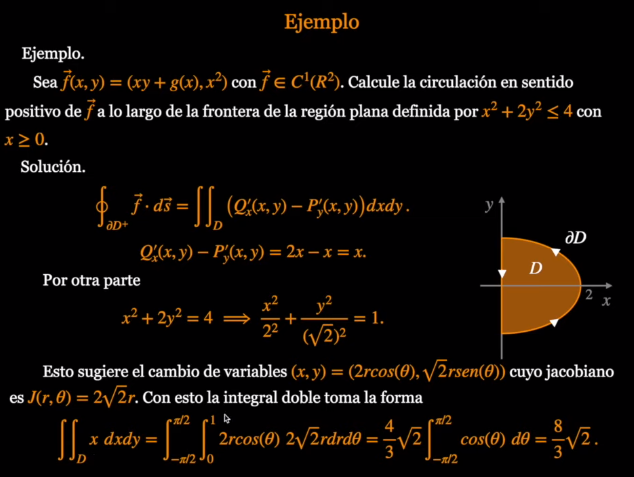 Ejemplo
Ejemplo.
Sea $\vec{f}(x, y) = (xy + g(x), x^2)$ con $\vec{f} \in C^1(R^2)$. Calcule la circulación en sentido
positivo de $\vec{f}$ a lo largo de la frontera de la región plana definida por $x^2 + 2y^2 \leq 4$ con
$x \geq 0$.
Solución.
$\oint_{\partial D^+} \vec{f} \cdot d\vec{s} = \iint_D (Q'_x(x, y) - P'_y(x, y)) dxdy.$
$Q'_x(x, y) - P'_y(x, y) = 2x - x = x.$
Por otra parte
$x^2 + 2y^2 = 4 \implies \frac{x^2}{2^2} + \frac{y^2}{(\sqrt{2})^2} = 1.$
y
∂D
D
2
x
Esto sugiere el cambio de variables $(x, y) = (2rcos(\theta), \sqrt{2}rsen(\theta))$ cuyo jacobiano
es $J(r, \theta) = 2\sqrt{2}r$. Con esto la integral doble toma la forma
$\iint_D x \, dxdy = \int_{-\pi/2}^{\pi/2} \int_0^1 2rcos(\theta) \, 2\sqrt{2}rdrd\theta = \frac{4}{3}\sqrt{2} \int_{-\pi/2}^{\pi/2} cos(\theta) \, d\theta = \frac{8}{3}\sqrt{2}.$